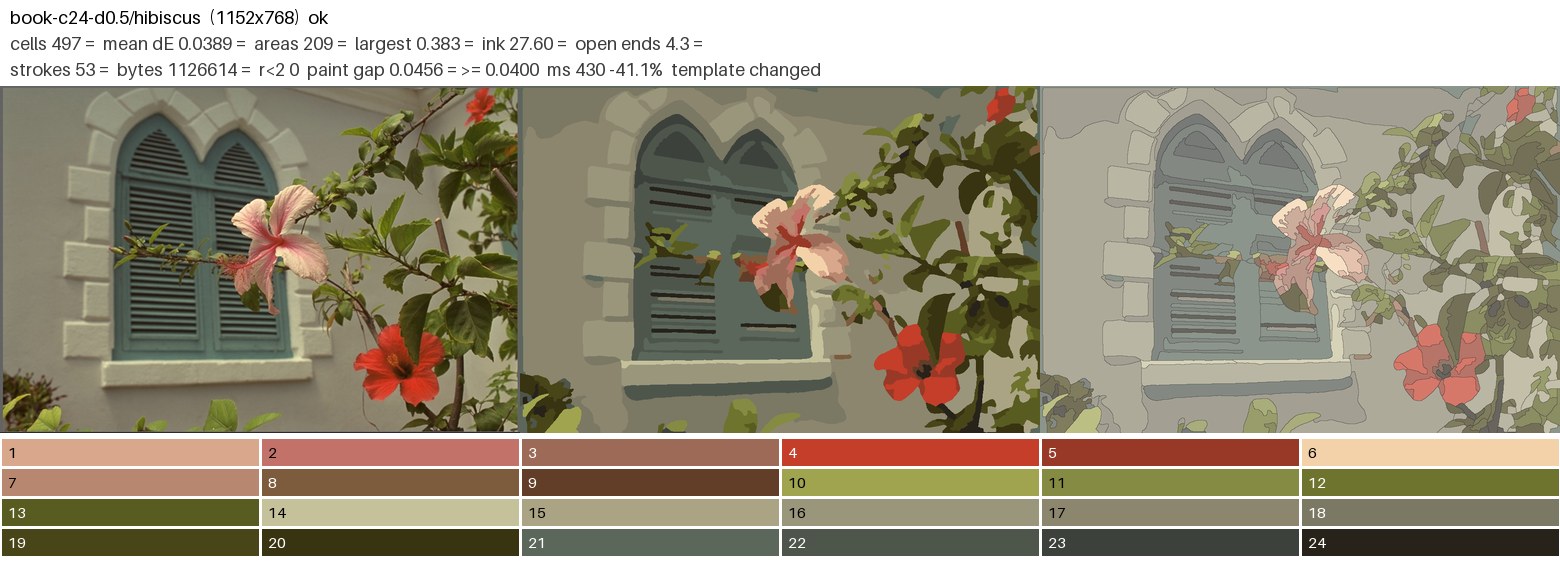 book-c24-d0.5/hibiscus (1152x768) ok
cells 497 = mean dE 0.0389 = areas 209 = largest 0.383 = ink 27.60 = open ends 4.3 =
strokes 53 = bytes 1126614 = r<2 0 paint gap 0.0456 = >= 0.0400 ms 430 -41.1% template changed
1 2 3 4 5 6
7 8 9 10 11 12
13 14 15 16 17 18
19 20 21 22 23 24